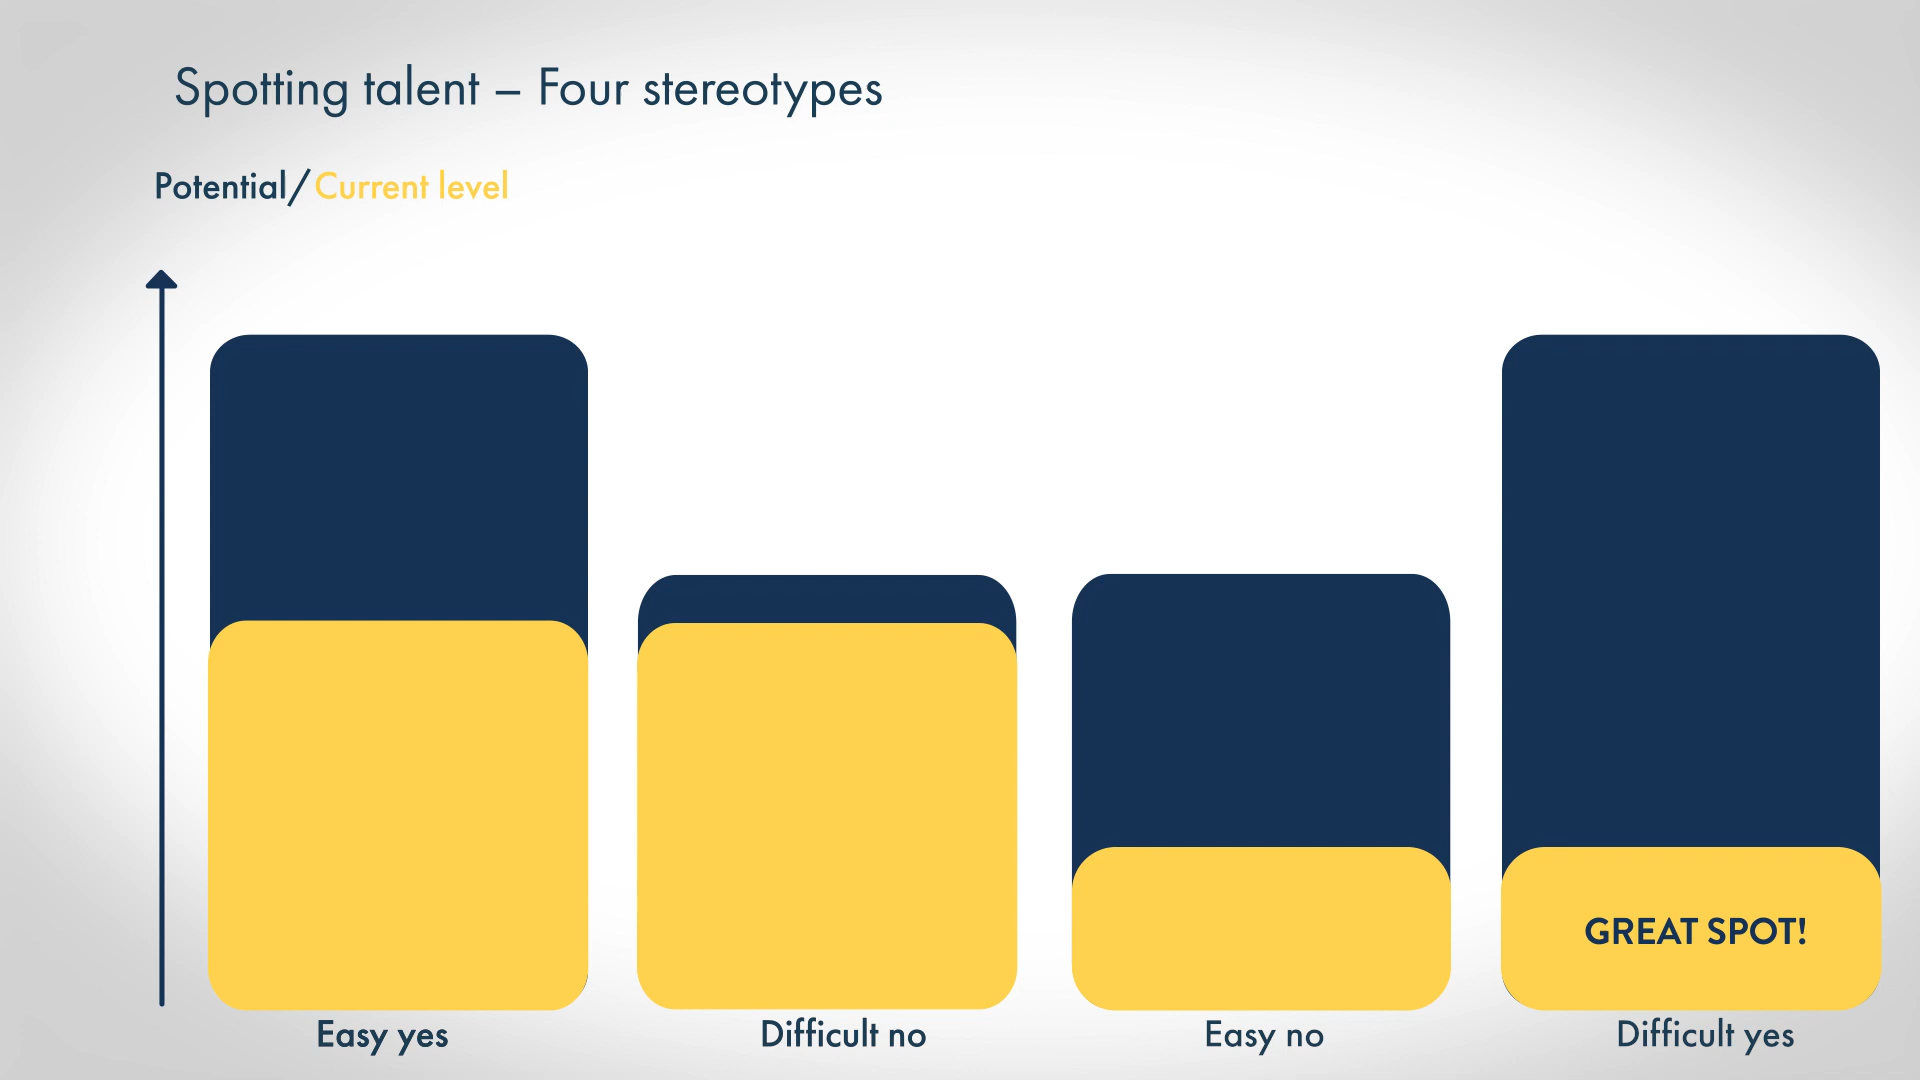 Spotting talent – Four stereotypes
Potential/Current level
GREAT SPOT!
Easy yes
Difficult no
Easy no
Difficult yes